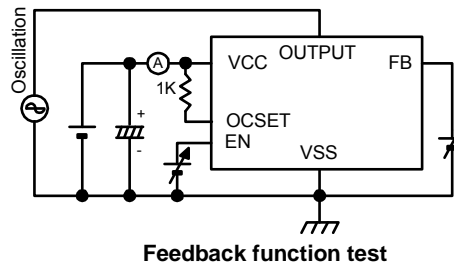 Oscillation
A
1K
+
-
VCC
OUTPUT
FB
OCSET
EN
VSS
Feedback function test